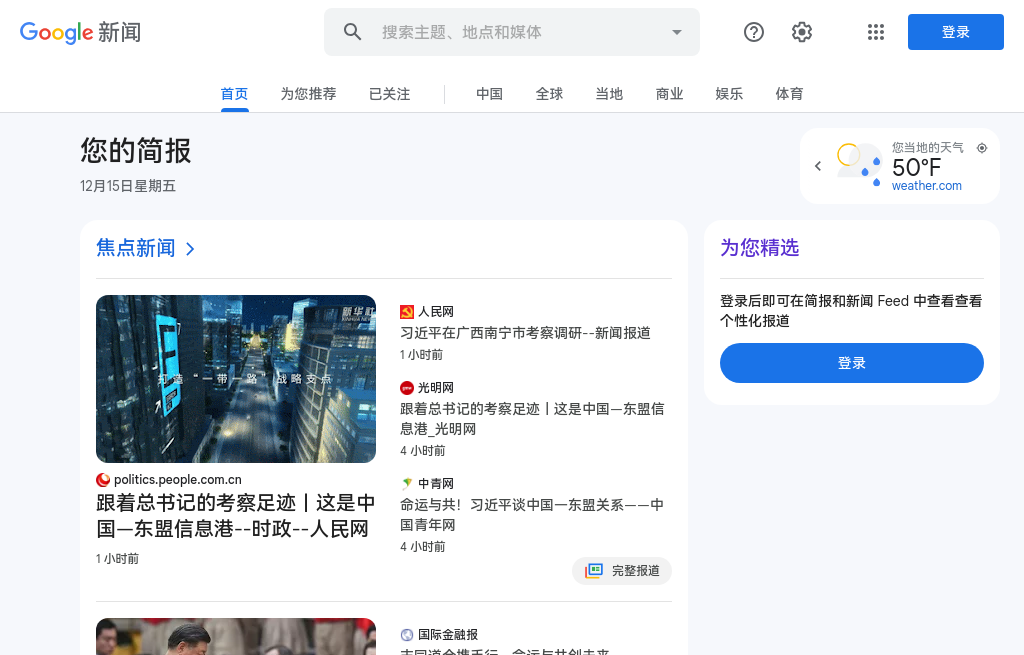 Google 新闻
搜索主题、地点和媒体
登录
首页
为您推荐
已关注
中国
全球
当地
商业
娱乐
体育
您的简报
12月15日星期五
您当地的天气
50°F
weather.com
焦点新闻
新华社
打造“一带一路”战略支点
politics.people.com.cn
跟着总书记的考察足迹丨这是中
国—东盟信息港--时政--人民网
1 小时前
人民网
习近平在广西南宁市考察调研--新闻报道
1 小时前
光明网
跟着总书记的考察足迹丨这是中国—东盟信
息港_光明网
4 小时前
中青网
命运与共！习近平谈中国—东盟关系——中
国青年网
4 小时前
完整报道
为您精选
登录后即可在简报和新闻 Feed 中查看查看
个性化报道
登录
国际金融报